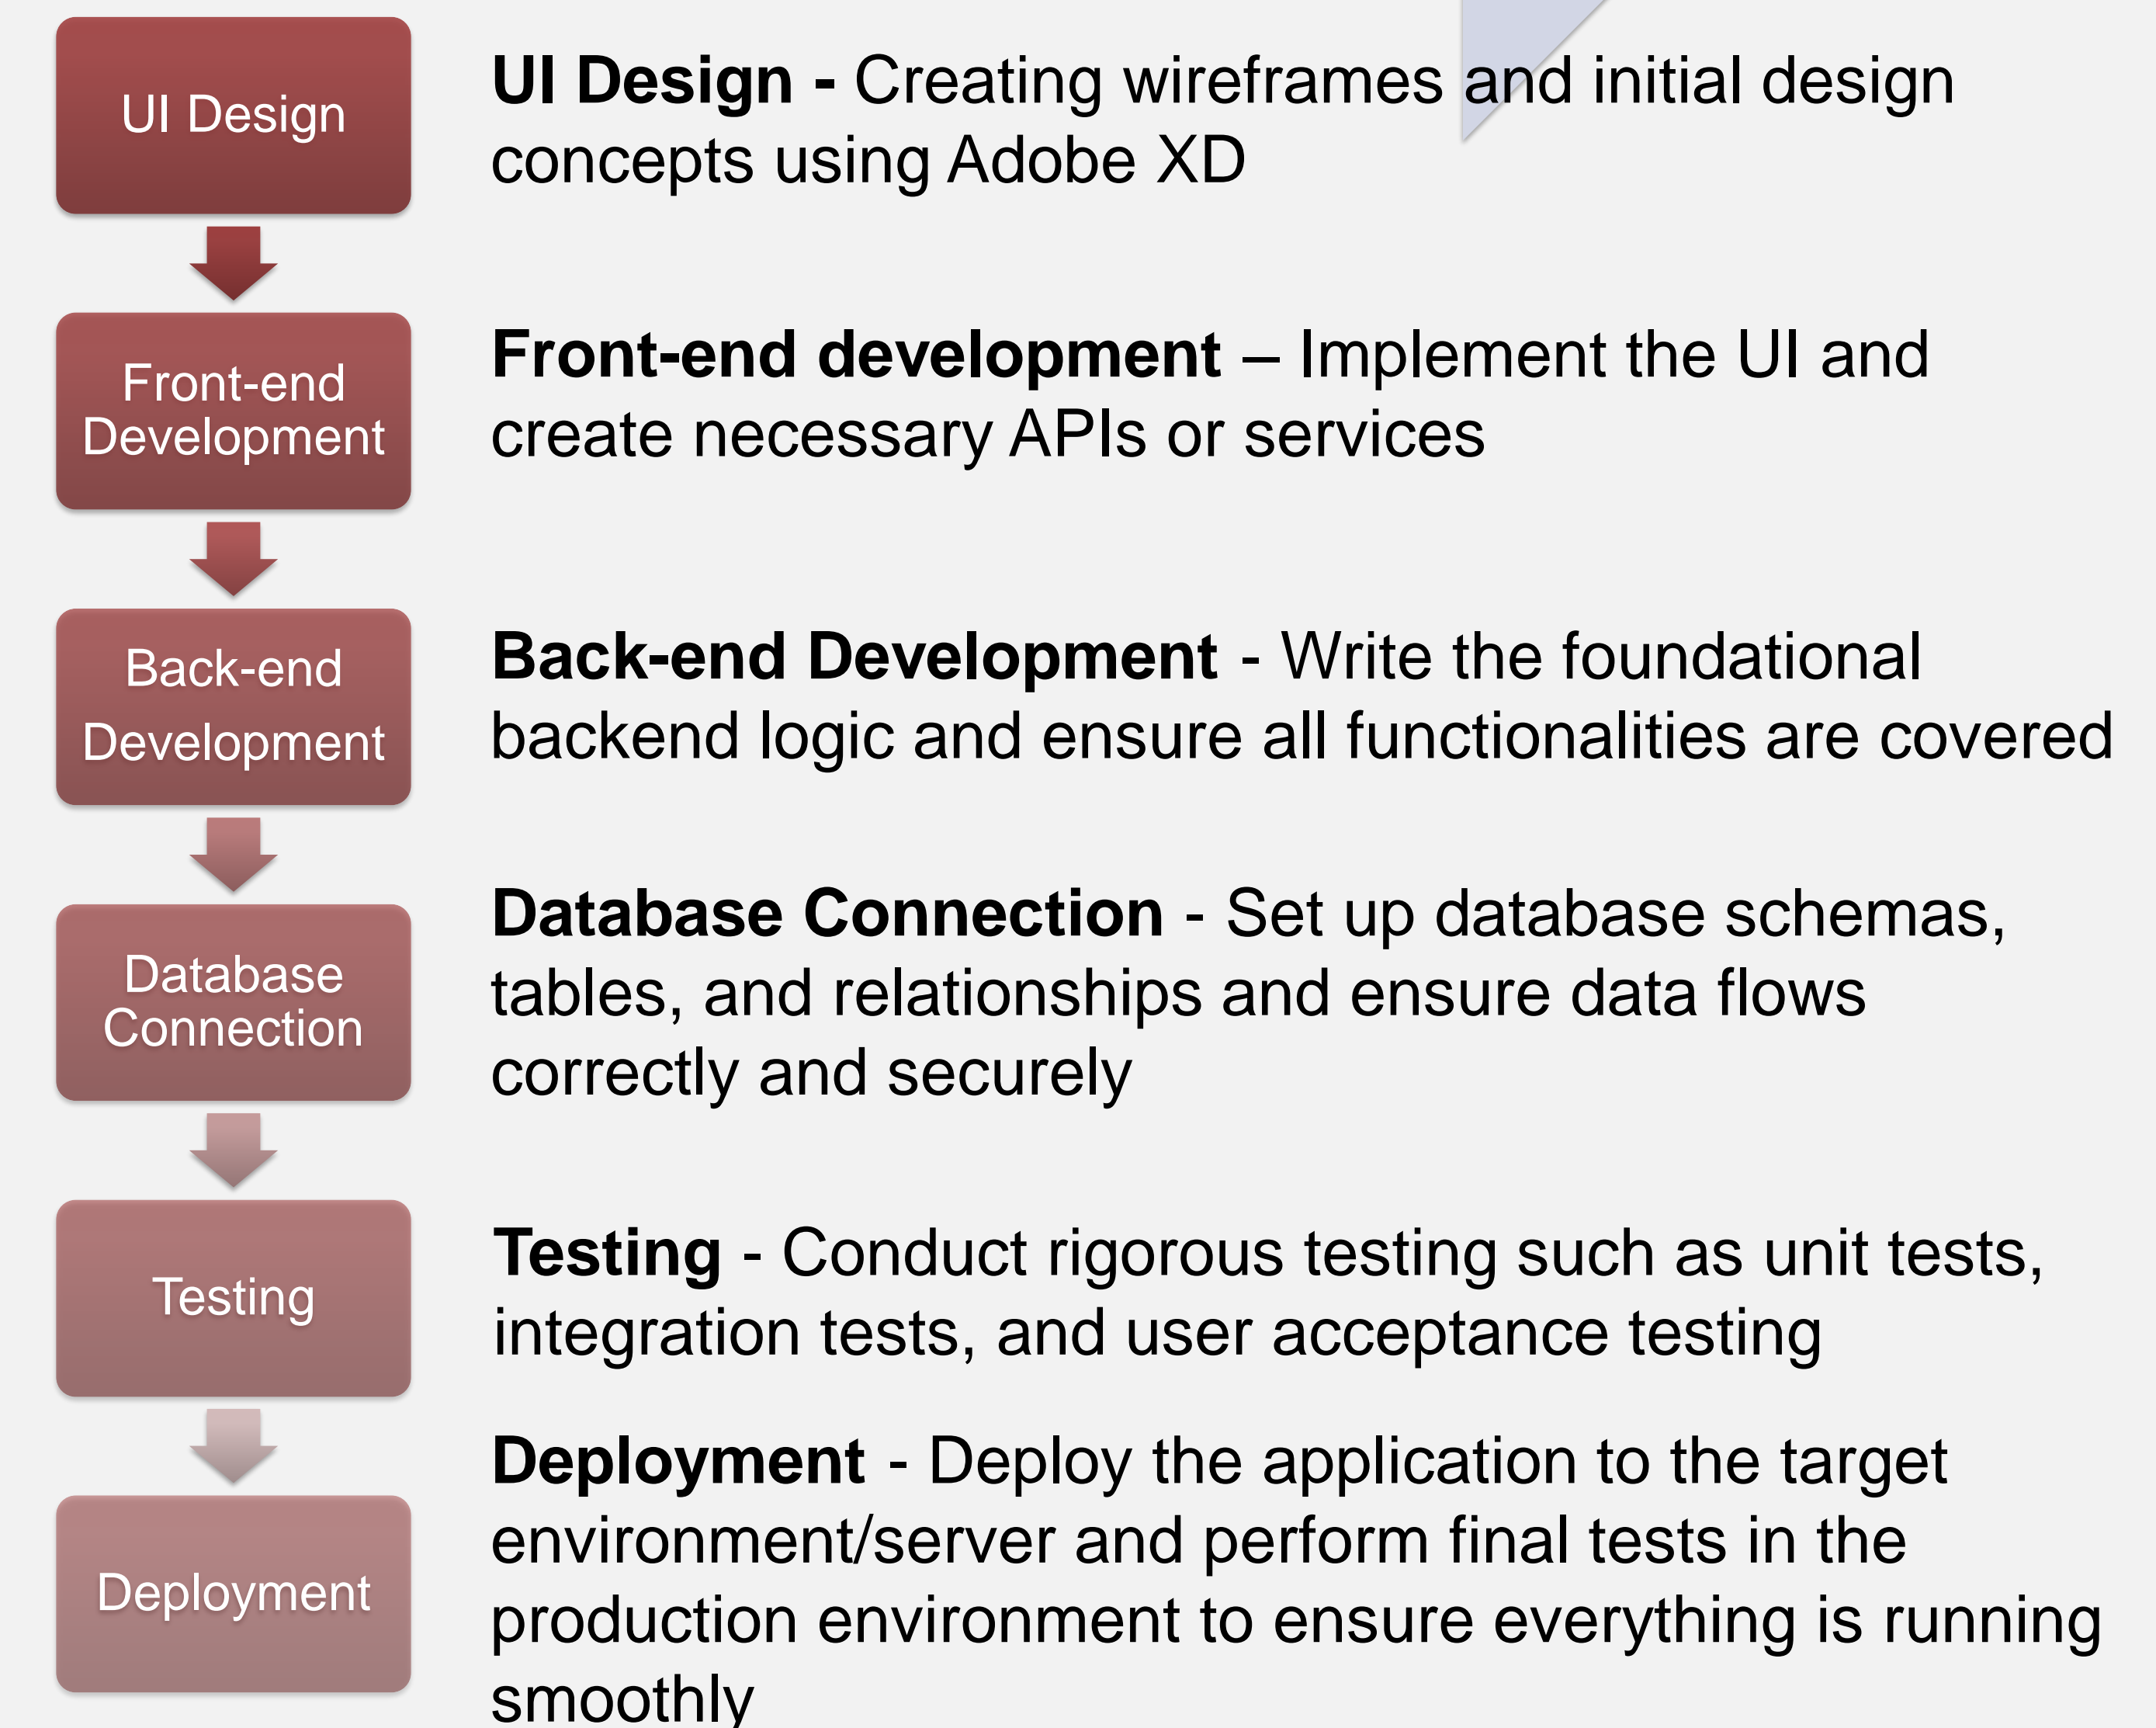 UI Design
UI Design - Creating wireframes and initial design
concepts using Adobe XD
Front-end
Development
Front-end development – Implement the UI and
create necessary APIs or services
Back-end
Development
Back-end Development - Write the foundational
backend logic and ensure all functionalities are covered
Database
Connection
Database Connection - Set up database schemas,
tables, and relationships and ensure data flows
correctly and securely
Testing
Testing - Conduct rigorous testing such as unit tests,
integration tests, and user acceptance testing
Deployment
Deployment - Deploy the application to the target
environment/server and perform final tests in the
production environment to ensure everything is running
smoothly